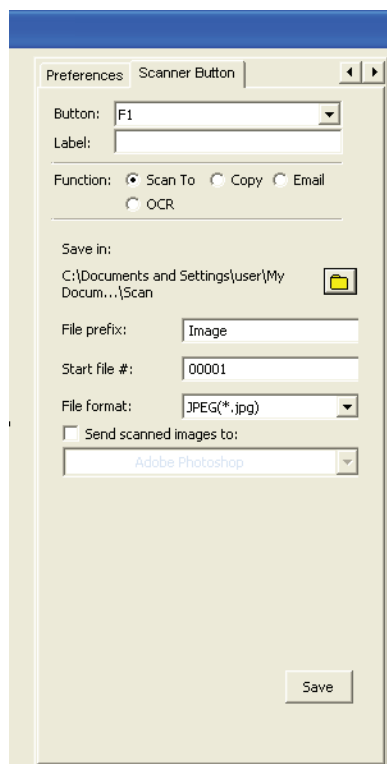 Preferences Scanner Button
Button: F1
Label:
Function: Scan To Copy Email
OCR
Save in:
C:\Documents and Settings\user\My
Docum...\Scan
File prefix: Image
Start file #: 00001
File format: JPEG(*.jpg)
Send scanned images to:
Adobe Photoshop
Save